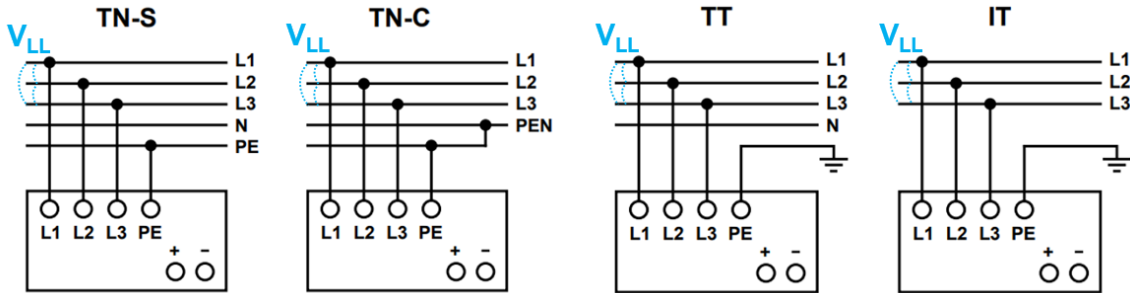 TN-S
TN-C
TT
IT
VLL
VLL
VLL
VLL
L1
L2
L3
N
PE
L1
L2
L3
PEN
L1
L2
L3
N
L1
L2
L3
L1 L2 L3 PE
+ −
L1 L2 L3 PE
+ −
L1 L2 L3 PE
+ −
L1 L2 L3 PE
+ −